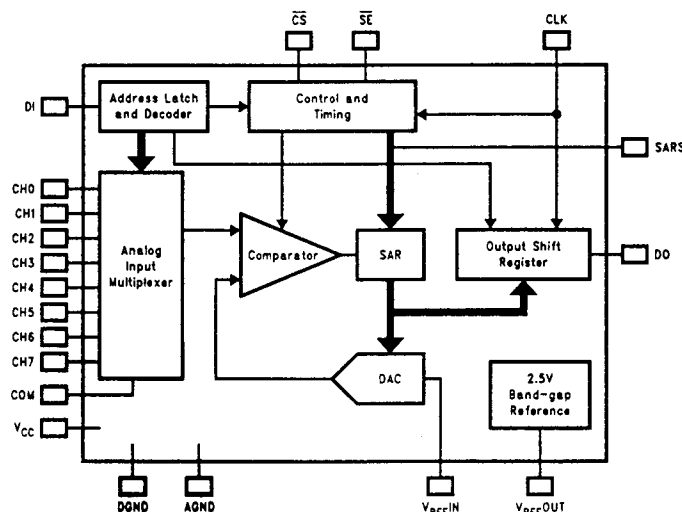 CS
SE
CLK
DI
Address Latch
and Decoder
Control and
Timing
SARS
CH0
CH1
CH2
CH3
CH4
CH5
CH6
CH7
COM
VCC
Analog
Input
Multiplexer
Comparator
SAR
Output Shift
Register
DO
DAC
2.5V
Band-gap
Reference
DGND
AGND
VREFIN
VREFOUT